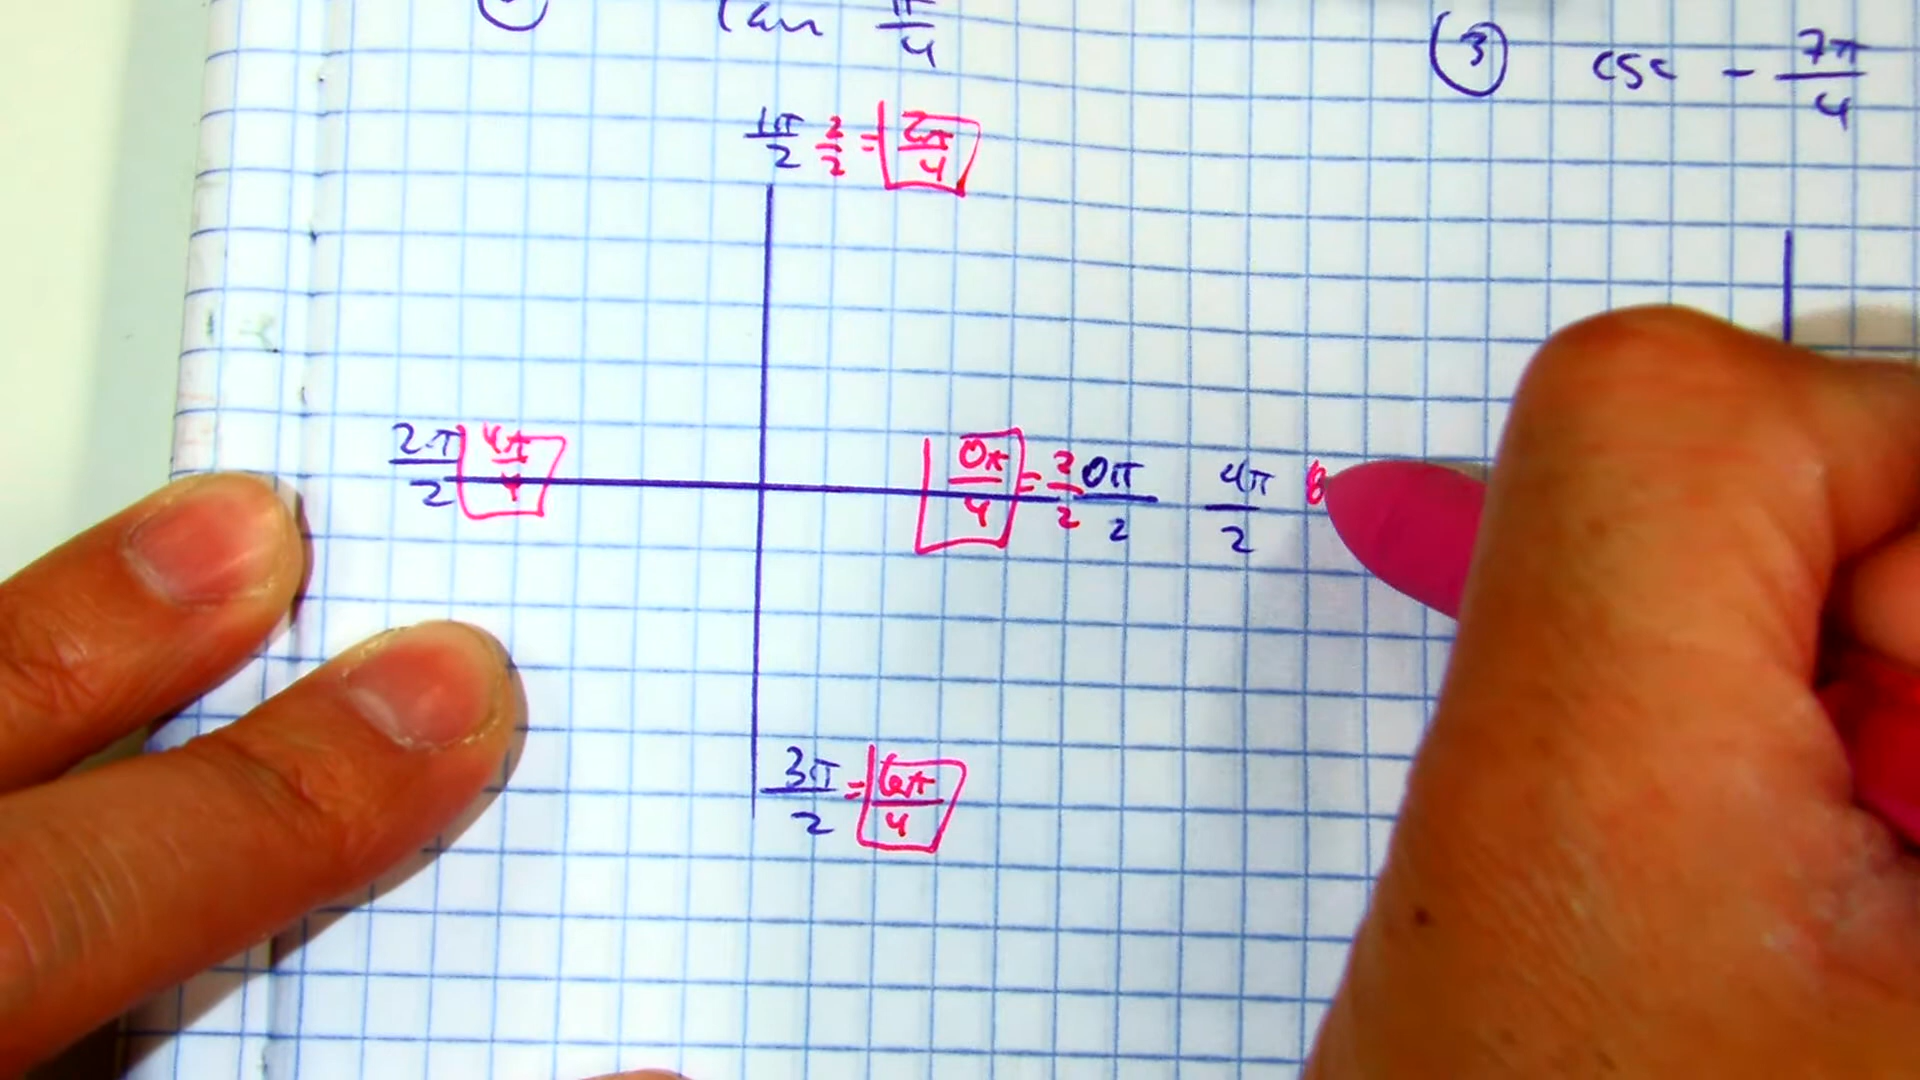 tan π/4
③ csc - 7π/4
1π/2 2/2 = 2π/4
2π/2 4π/4
0π/4 = 2/2 0π/2 4π/2 8
3π/2 = 6π/4